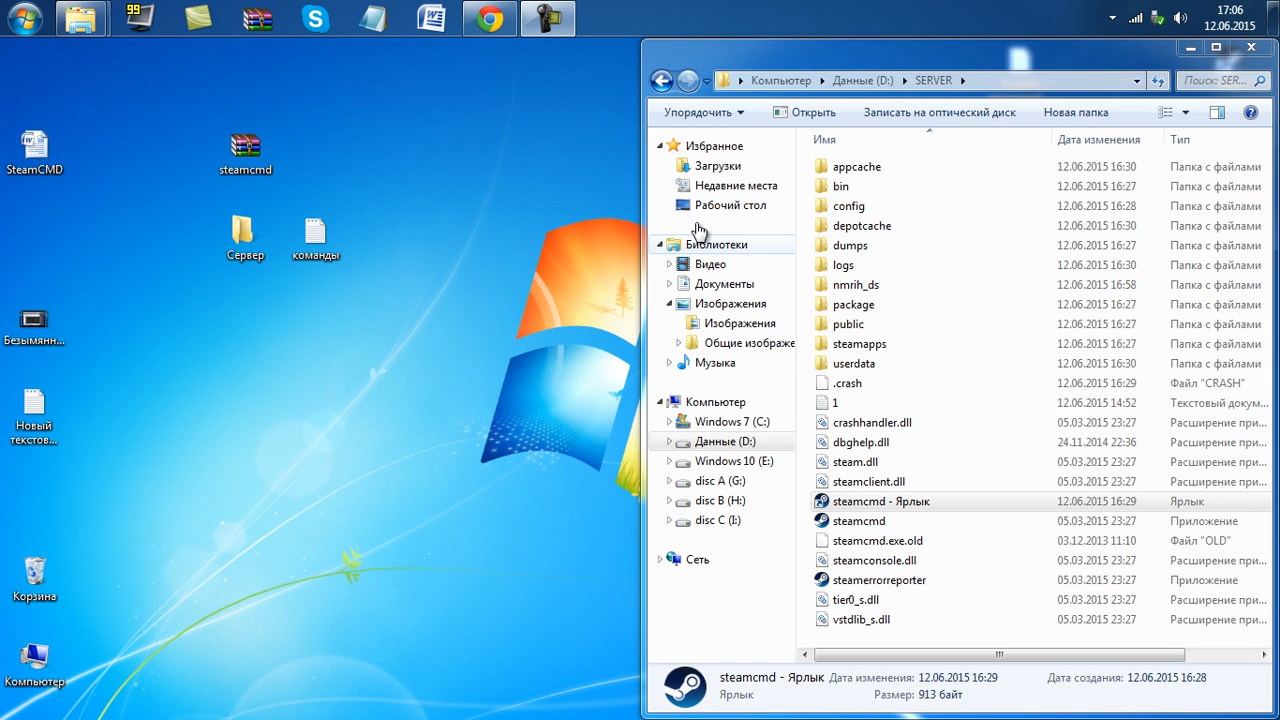 99
17:06
12.06.2015
SteamCMD
steamcmd
Сервер
команды
Безымянн...
Новый
текстов...
Корзина
Компьютер
Компьютер
Данные (D:)
SERVER
Поиск: SER...
Упорядочить
Открыть
Записать на оптический диск
Новая папка
Избранное
Загрузки
Недавние места
Рабочий стол
Библиотеки
Видео
Документы
Изображения
Изображения
Общие изображе
Музыка
Компьютер
Windows 7 (C:)
Данные (D:)
Windows 10 (E:)
disc A (G:)
disc B (H:)
disc C (I:)
Сеть
Имя Дата изменения Тип
appcache 12.06.2015 16:30 Папка с файлами
bin 12.06.2015 16:27 Папка с файлами
config 12.06.2015 16:28 Папка с файлами
depotcache 12.06.2015 16:30 Папка с файлами
dumps 12.06.2015 16:27 Папка с файлами
logs 12.06.2015 16:30 Папка с файлами
nmrih_ds 12.06.2015 16:58 Папка с файлами
package 12.06.2015 16:27 Папка с файлами
public 12.06.2015 16:27 Папка с файлами
steamapps 12.06.2015 16:30 Папка с файлами
userdata 12.06.2015 16:30 Папка с файлами
.crash 12.06.2015 16:29 Файл "CRASH"
1 12.06.2015 14:52 Текстовый докум...
crashhandler.dll 05.03.2015 23:27 Расширение при...
dbghelp.dll 24.11.2014 22:36 Расширение при...
steam.dll 05.03.2015 23:27 Расширение при...
steamclient.dll 05.03.2015 23:27 Расширение при...
steamcmd - Ярлык 12.06.2015 16:29 Ярлык
steamcmd 05.03.2015 23:27 Приложение
steamcmd.exe.old 03.12.2013 11:10 Файл "OLD"
steamconsole.dll 05.03.2015 23:27 Расширение при...
steamerrorreporter 05.03.2015 23:27 Приложение
tier0_s.dll 05.03.2015 23:27 Расширение при...
vstdlib_s.dll 05.03.2015 23:27 Расширение при...
steamcmd - Ярлык Дата изменения: 12.06.2015 16:29 Дата создания: 12.06.2015 16:28
Ярлык Размер: 913 байт